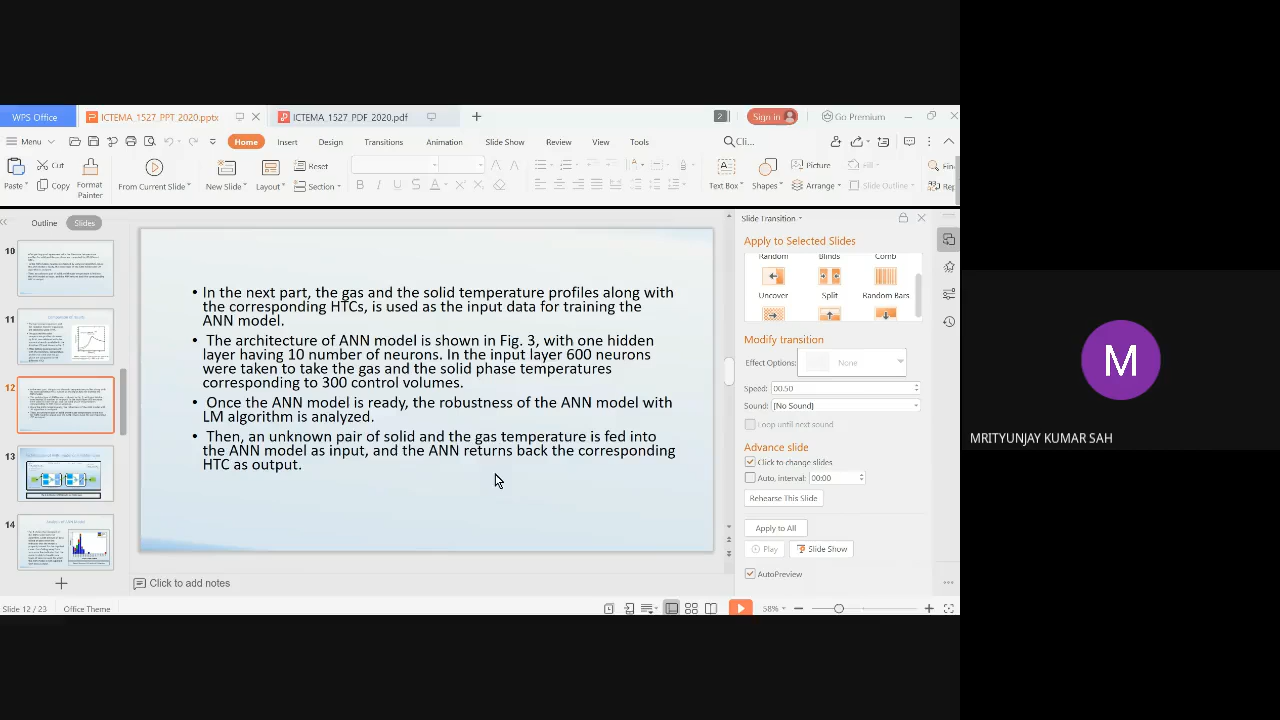 WPS Office
ICTEMA_1527_PPT_2020.pptx
ICTEMA_1527_PDF_2020.pdf
2
Sign in
Go Premium
Menu
Home
Insert
Design
Transitions
Animation
Slide Show
Review
View
Tools
Cli...
Paste
Cut
Copy
Format Painter
From Current Slide
New Slide
Layout
Reset
Section
B I U S A
Text Box
Shapes
Picture
Arrange
Slide Outline
Fin
Rep
Outline
Slides
10
11
12
13
14
• In the next part, the gas and the solid temperature profiles along with
the corresponding HTCs, is used as the input data for training the
ANN model.
• The architecture of ANN model is shown in Fig. 3, with one hidden
layer having 10 number of neurons. In the input layer 600 neurons
were taken to take the gas and the solid phase temperatures
corresponding to 300 control volumes.
• Once the ANN model is ready, the robustness of the ANN model with
LM algorithm is analyzed.
• Then, an unknown pair of solid and the gas temperature is fed into
the ANN model as input, and the ANN returns back the corresponding
HTC as output.
Slide Transition
Apply to Selected Slides
Random
Blinds
Comb
Uncover
Split
Random Bars
Modify transition
Effect Options:
None
Speed: 00.50
Sound: [No Sound]
Loop until next sound
Advance slide
Click to change slides
Auto, interval: 00:00
Rehearse This Slide
Apply to All
Play
Slide Show
AutoPreview
Click to add notes
Slide 12 / 23
Office Theme
58%
M
MRITYUNJAY KUMAR SAH